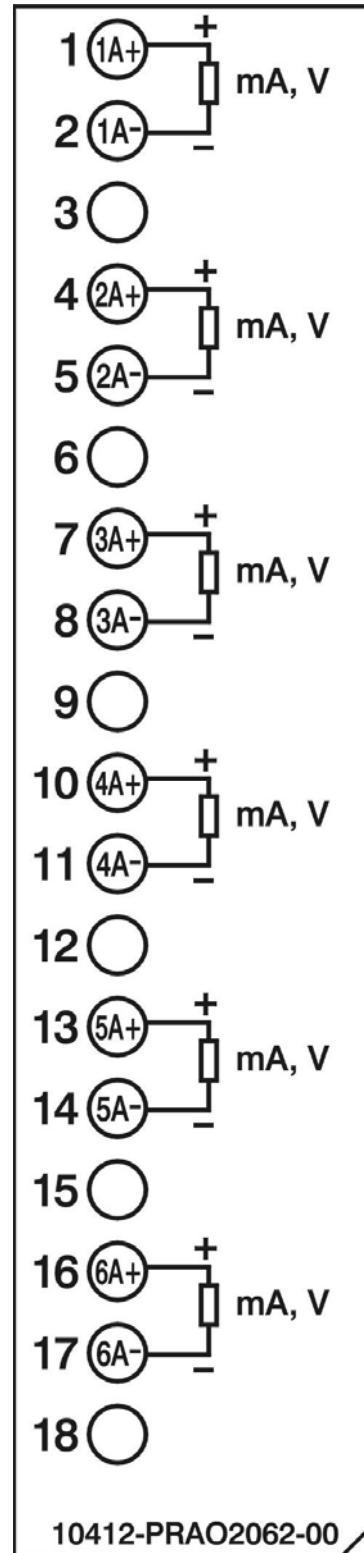 1 1A+ +
mA, V
2 1A- −
3
4 2A+ +
mA, V
5 2A- −
6
7 3A+ +
mA, V
8 3A- −
9
10 4A+ +
mA, V
11 4A- −
12
13 5A+ +
mA, V
14 5A- −
15
16 6A+ +
mA, V
17 6A- −
18
10412-PRAO2062-00